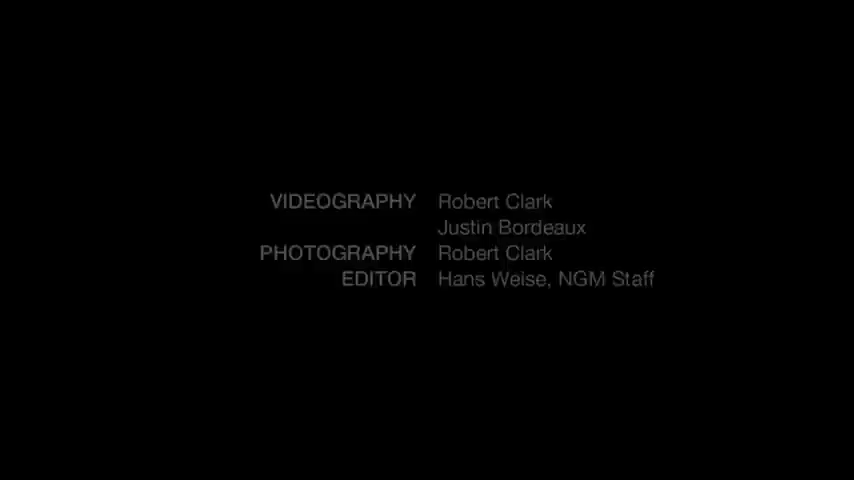 VIDEOGRAPHY Robert Clark
Justin Bordeaux
PHOTOGRAPHY Robert Clark
EDITOR Hans Weise, NGM Staff